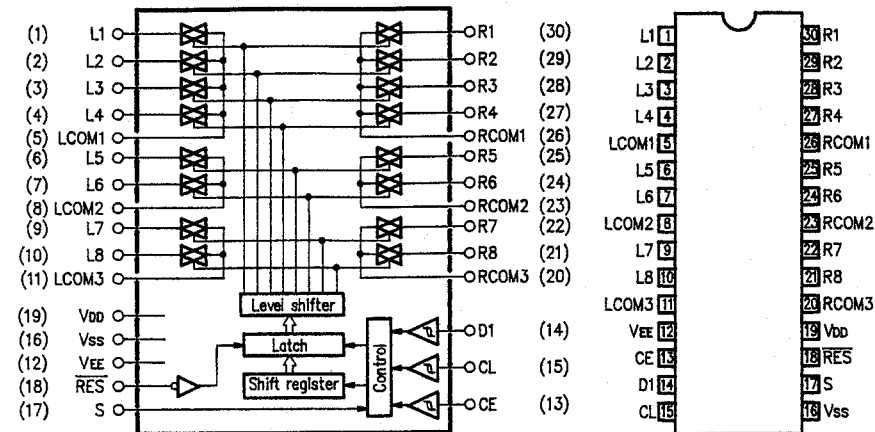 (1) L1 R1 (30)
(2) L2 R2 (29)
(3) L3 R3 (28)
(4) L4 R4 (27)
(5) LCOM1 RCOM1 (26)
(6) L5 R5 (25)
(7) L6 R6 (24)
(8) LCOM2 RCOM2 (23)
(9) L7 R7 (22)
(10) L8 R8 (21)
(11) LCOM3 RCOM3 (20)
Level shifter
(19) VDD
(16) VSS
Latch
Control
D1 (14)
(12) VEE
CL (15)
(18) RES
Shift register
(17) S
CE (13)
L1 1 30 R1
L2 2 29 R2
L3 3 28 R3
L4 4 27 R4
LCOM1 5 26 RCOM1
L5 6 25 R5
L6 7 24 R6
LCOM2 8 23 RCOM2
L7 9 22 R7
L8 10 21 R8
LCOM3 11 20 RCOM3
VEE 12 19 VDD
CE 13 18 RES
D1 14 17 S
CL 15 16 VSS